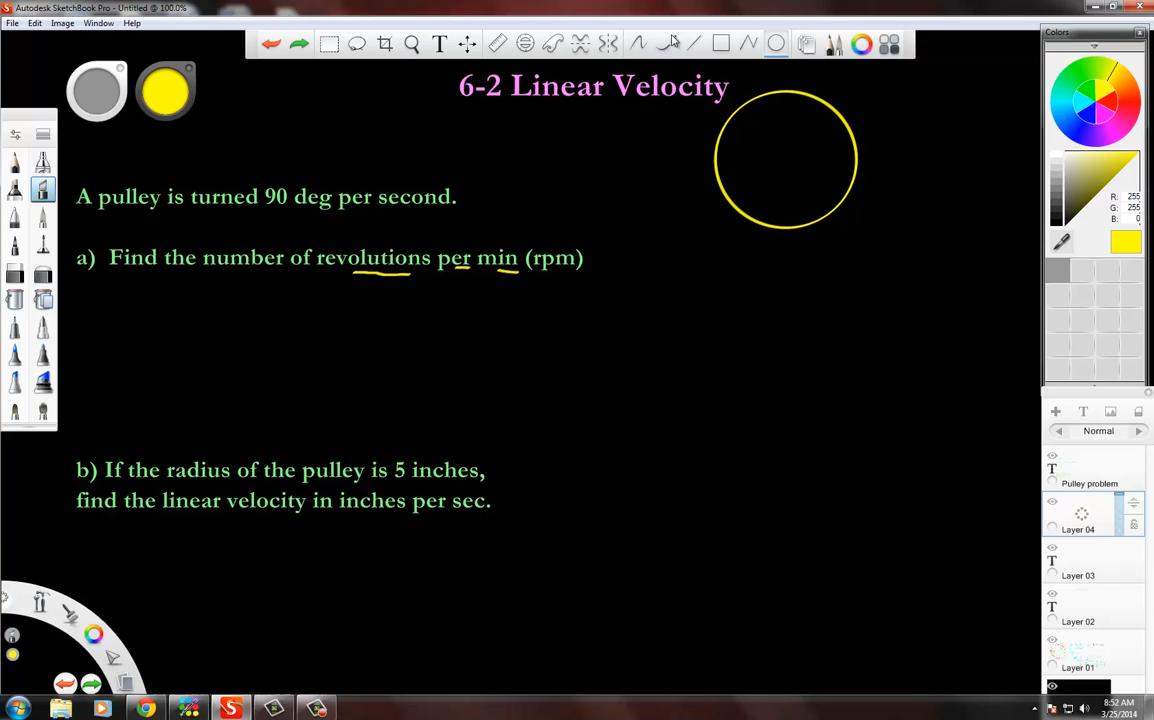 Autodesk SketchBook Pro - Untitled @ 100.0%
File Edit Image Window Help
Colors
6-2 Linear Velocity
A pulley is turned 90 deg per second.
a) Find the number of revolutions per min (rpm)
b) If the radius of the pulley is 5 inches,
find the linear velocity in inches per sec.
R: 255
G: 255
B: 0
Normal
Pulley problem
Layer 04
Layer 03
Layer 02
Layer 01
8:52 AM
3/25/2014